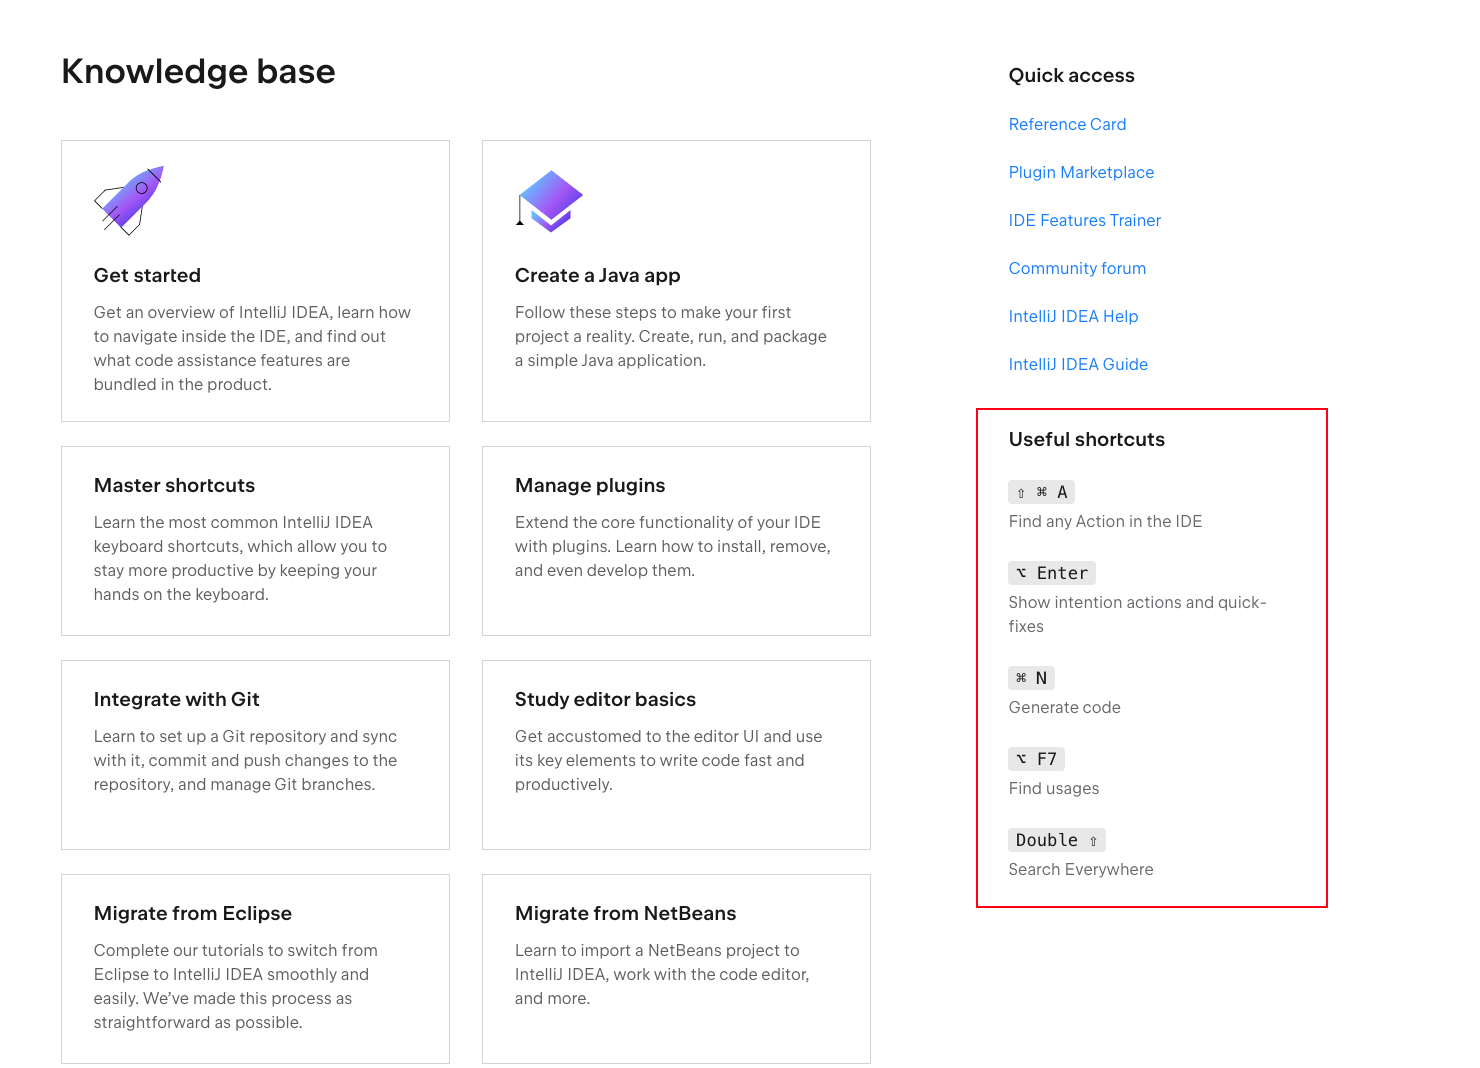 Knowledge base
Get started
Get an overview of IntelliJ IDEA, learn how
to navigate inside the IDE, and find out
what code assistance features are
bundled in the product.
Create a Java app
Follow these steps to make your first
project a reality. Create, run, and package
a simple Java application.
Master shortcuts
Learn the most common IntelliJ IDEA
keyboard shortcuts, which allow you to
stay more productive by keeping your
hands on the keyboard.
Manage plugins
Extend the core functionality of your IDE
with plugins. Learn how to install, remove,
and even develop them.
Integrate with Git
Learn to set up a Git repository and sync
with it, commit and push changes to the
repository, and manage Git branches.
Study editor basics
Get accustomed to the editor UI and use
its key elements to write code fast and
productively.
Migrate from Eclipse
Complete our tutorials to switch from
Eclipse to IntelliJ IDEA smoothly and
easily. We’ve made this process as
straightforward as possible.
Migrate from NetBeans
Learn to import a NetBeans project to
IntelliJ IDEA, work with the code editor,
and more.
Quick access
Reference Card
Plugin Marketplace
IDE Features Trainer
Community forum
IntelliJ IDEA Help
IntelliJ IDEA Guide
Useful shortcuts
⇧ ⌘ A
Find any Action in the IDE
⌥ Enter
Show intention actions and quick-
fixes
⌘ N
Generate code
⌥ F7
Find usages
Double ⇧
Search Everywhere